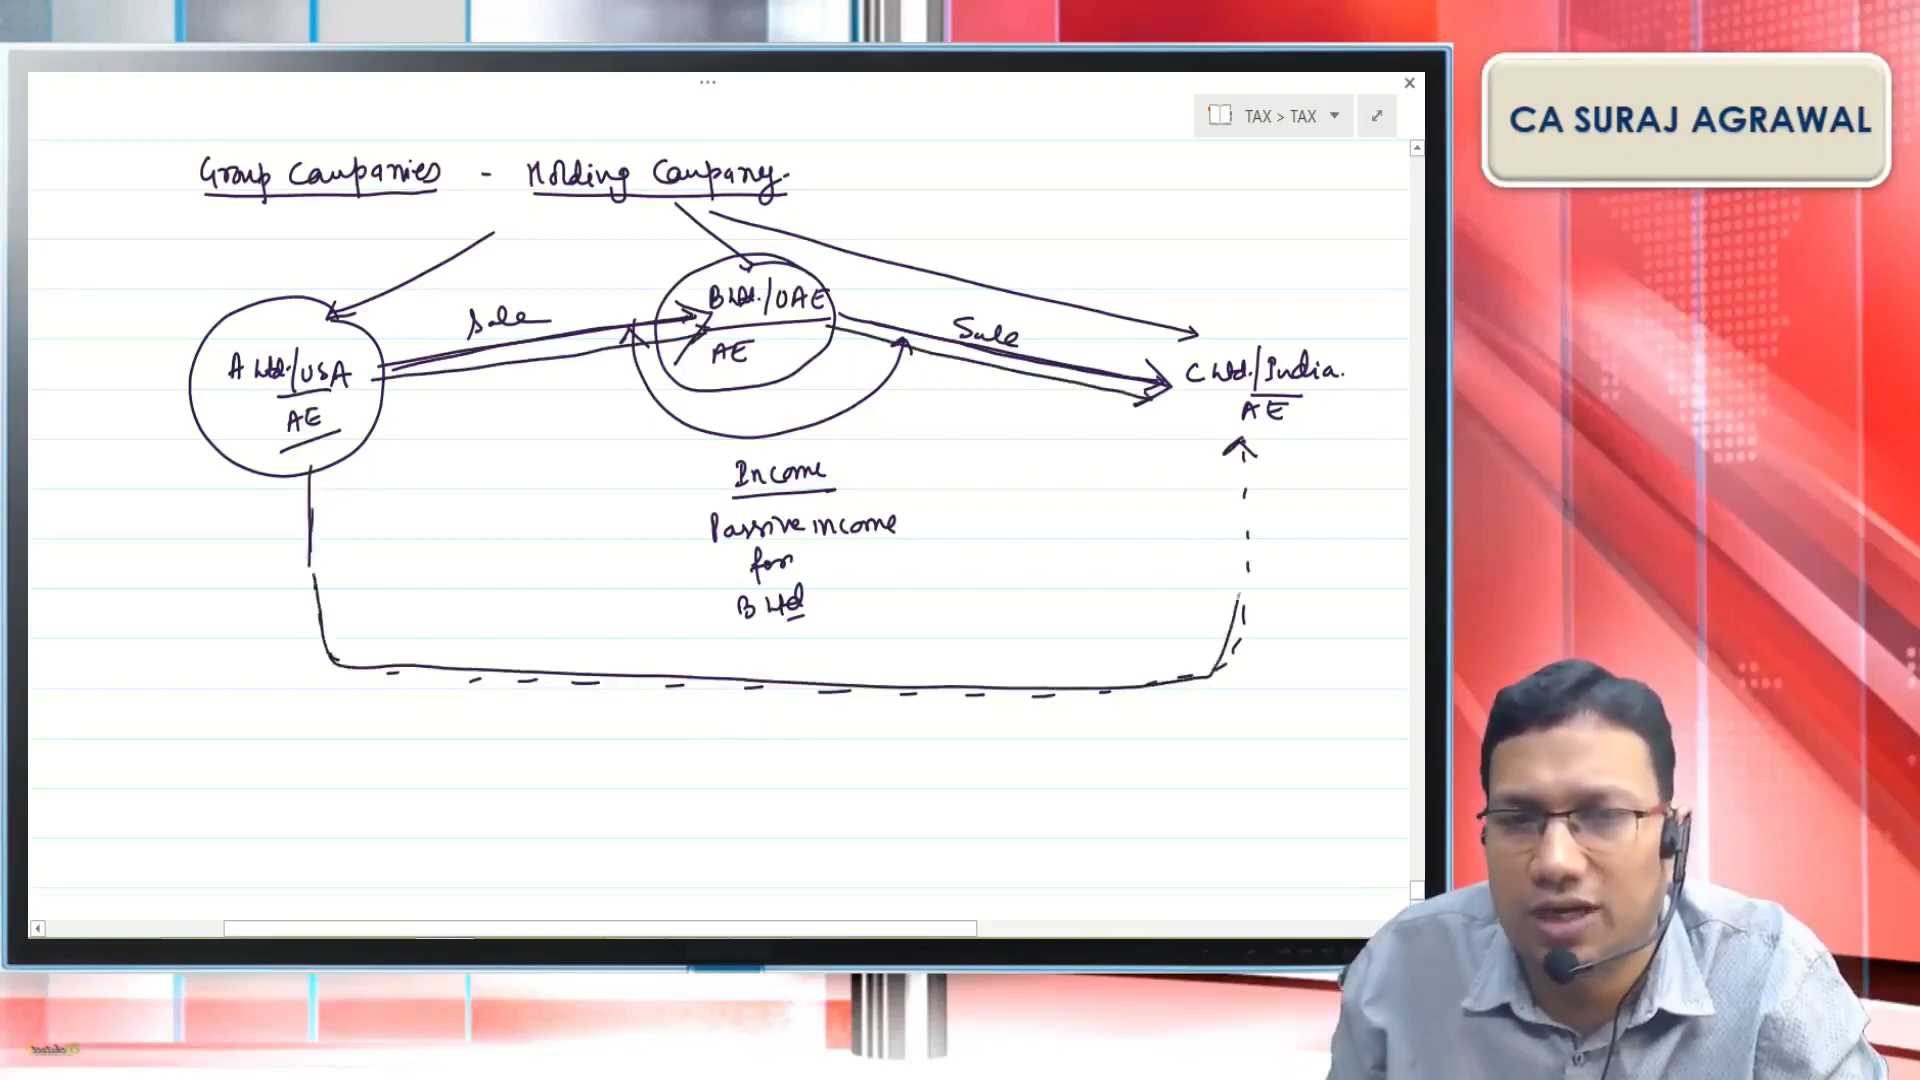 CA SURAJ AGRAWAL
TAX > TAX
Group Companies - Holding Company.
Sale
B Ltd./UAE
AE
Sale
A Ltd./USA
AE
C Ltd./India.
AE
Income
Passive income
for
B Ltd